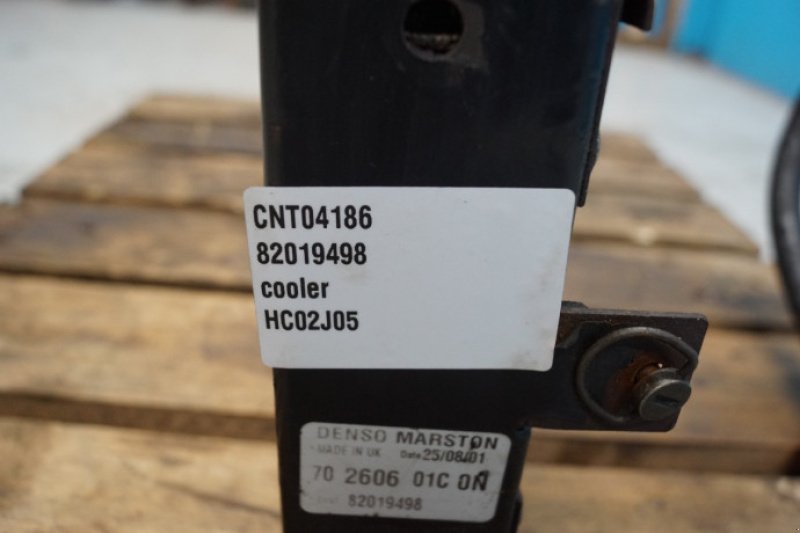 CNT04186
82019498
cooler
HC02J05
DENSO MARSTON
MADE IN UK Date 25/08/01
70 2606 01C 0N
82019498